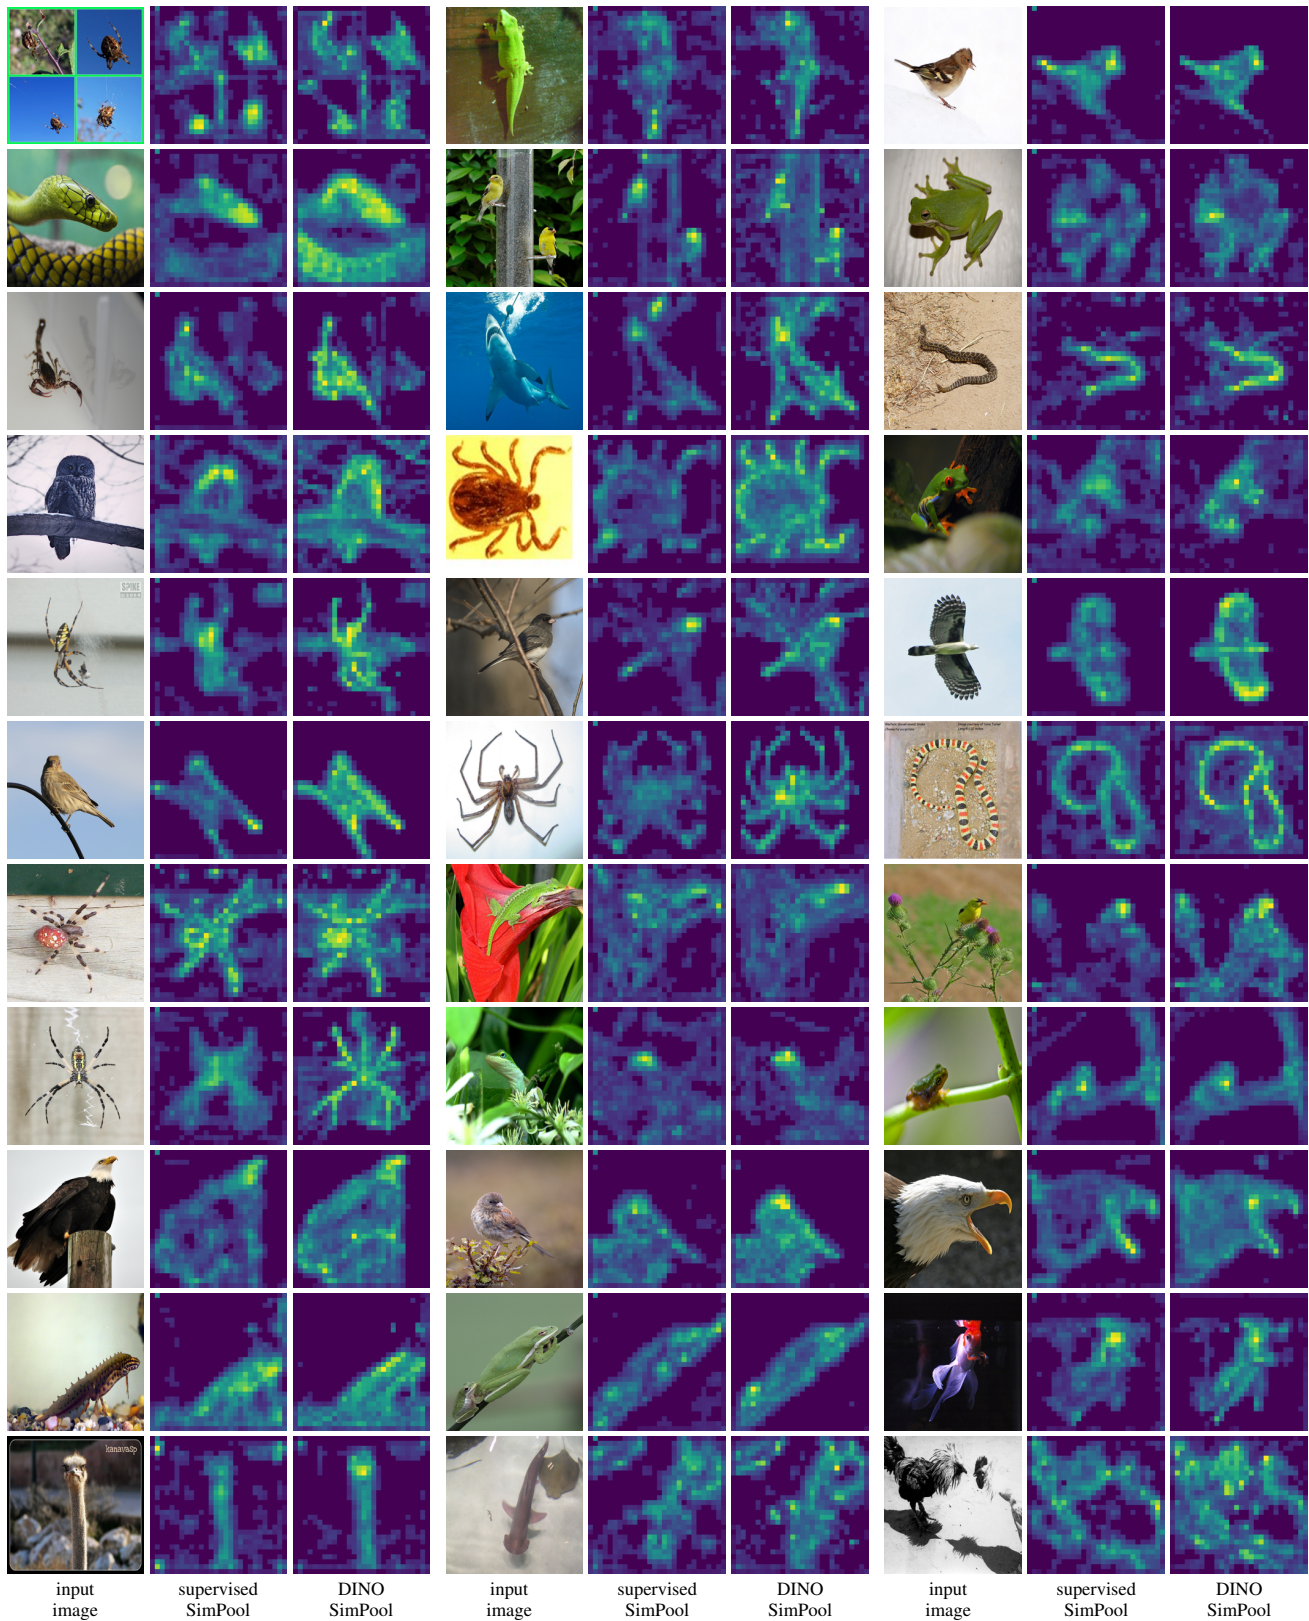 SPIKE
kanavasp
input
image
supervised
SimPool
DINO
SimPool
input
image
supervised
SimPool
DINO
SimPool
input
image
supervised
SimPool
DINO
SimPool